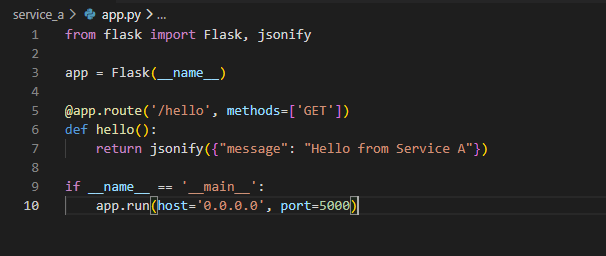 service_a > app.py > ...
1 from flask import Flask, jsonify
2
3 app = Flask(__name__)
4
5 @app.route('/hello', methods=['GET'])
6 def hello():
7     return jsonify({"message": "Hello from Service A"})
8
9 if __name__ == '__main__':
10     app.run(host='0.0.0.0', port=5000)